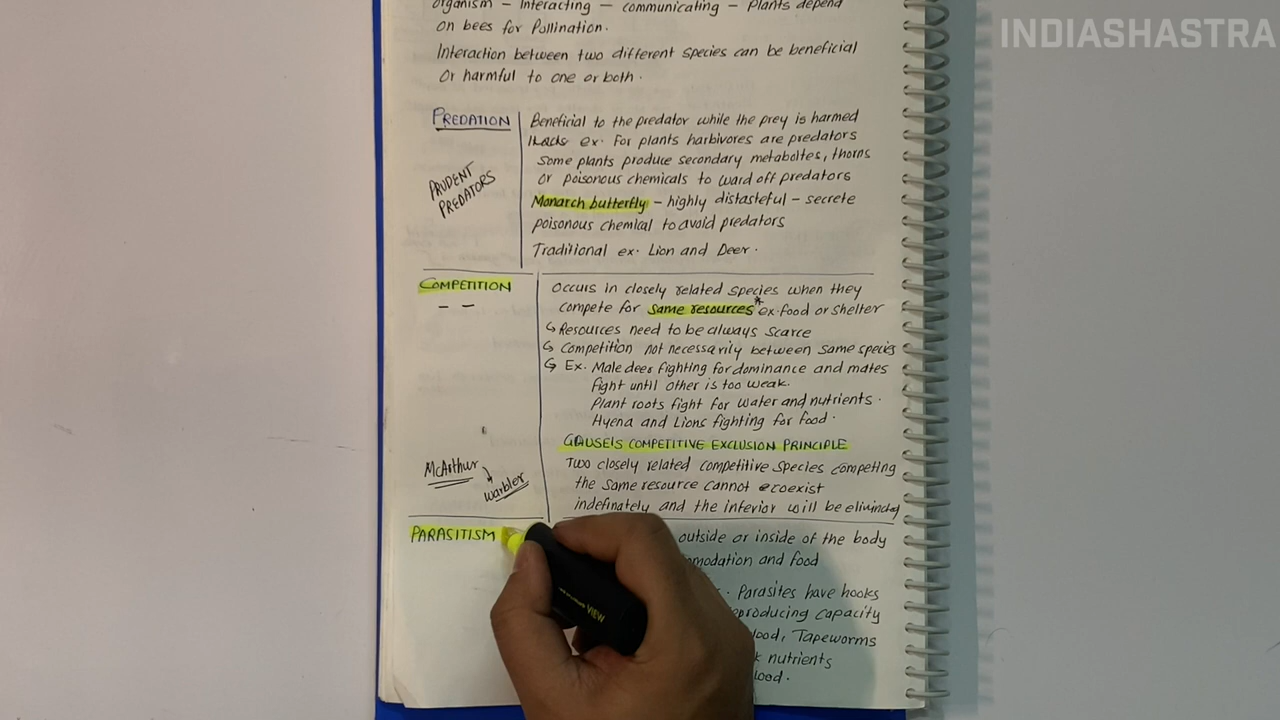 INDIASHASTRA
organism - Interacting - communicating - Plants depend
on bees for Pollination.
Interaction between two different species can be beneficial
or harmful to one or both.
PREDATION
Beneficial to the predator while the prey is harmed
ex. For plants harbivores are predators
Some plants produce secondary metaboltes, thorns
or poisonous chemicals to ward off predators
PRUDENT
PREDATORS
Monarch butterfly - highly distasteful - secrete
poisonous chemical to avoid predators
Traditional ex. Lion and Deer.
COMPETITION
- -
Occurs in closely related species when they
compete for same resources* ex. food or shelter
↳ Resources need to be always scarce
↳ Competition not necessarily between same species
↳ Ex. Male deer fighting for dominance and mates
Fight until other is too weak.
Plant roots fight for water and nutrients.
Hyena and Lions fighting for food.
GAUSE'S COMPETITIVE EXCLUSION PRINCIPLE
McArthur
warbler
Two closely related competitive species competing
the same resource cannot coexist
indefinately and the inferior will be
PARASITISM
outside or inside of the body
modation and food
Parasites have hooks
reproducing capacity
Tapeworms
nutrients
VIEW